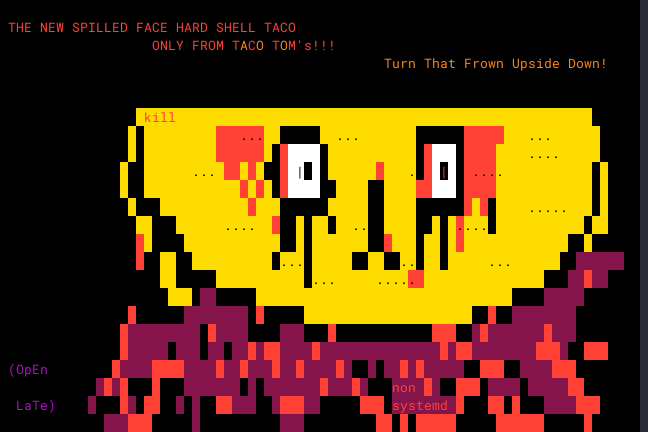 THE NEW SPILLED FACE HARD SHELL TACO
ONLY FROM TACO TOM's!!!
Turn That Frown Upside Down!
kill
(OpEn
non
LaTe)
systemd